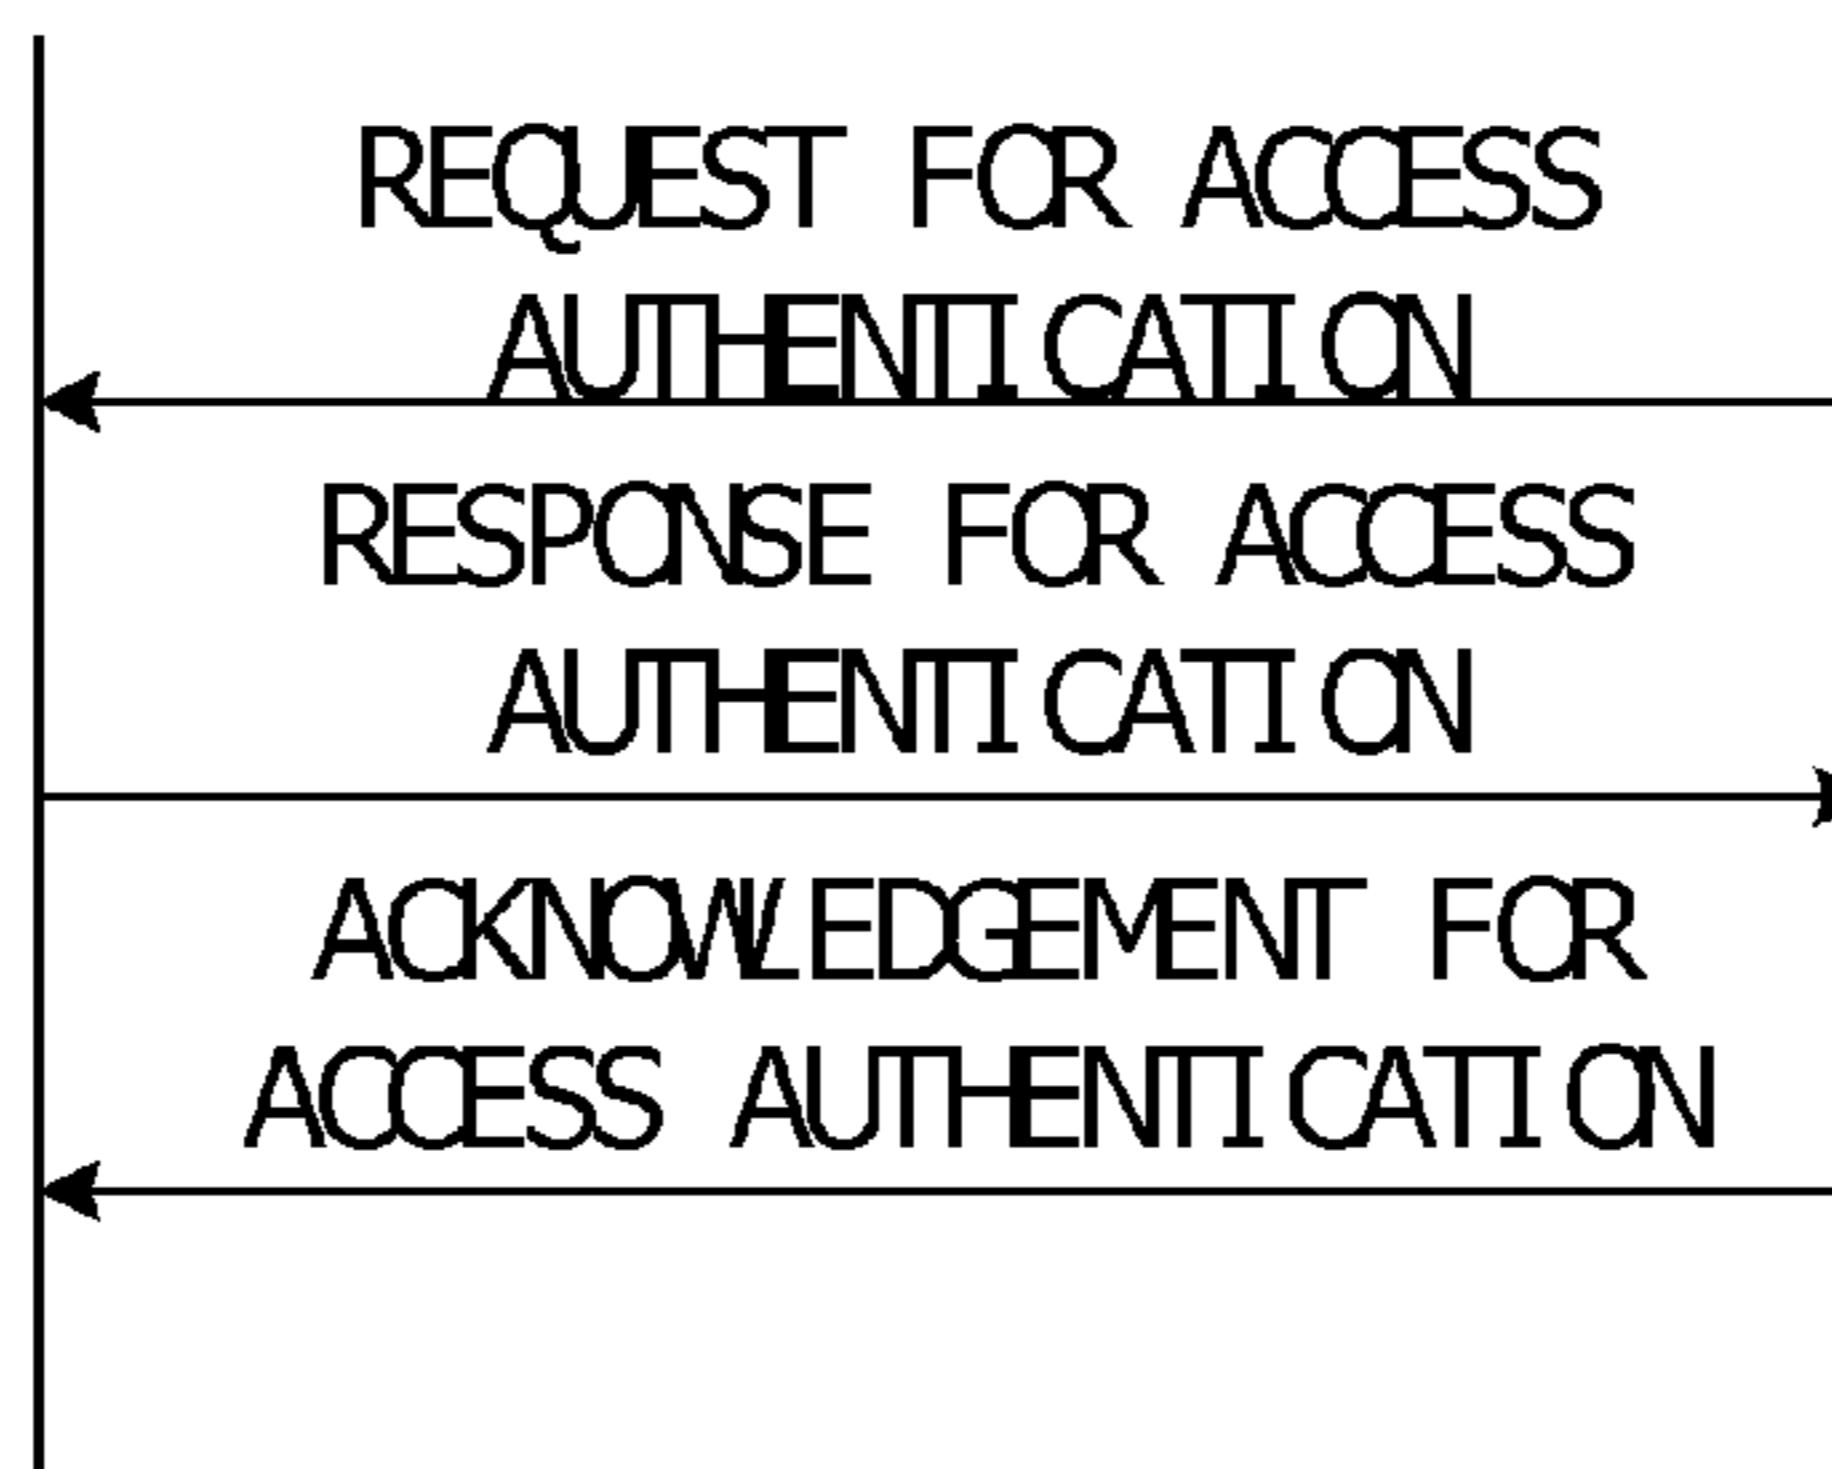 REQUEST FOR ACCESS
AUTHENTICATION
RESPONSE FOR ACCESS
AUTHENTICATION
ACKNOWLEDGEMENT FOR
ACCESS AUTHENTICATION